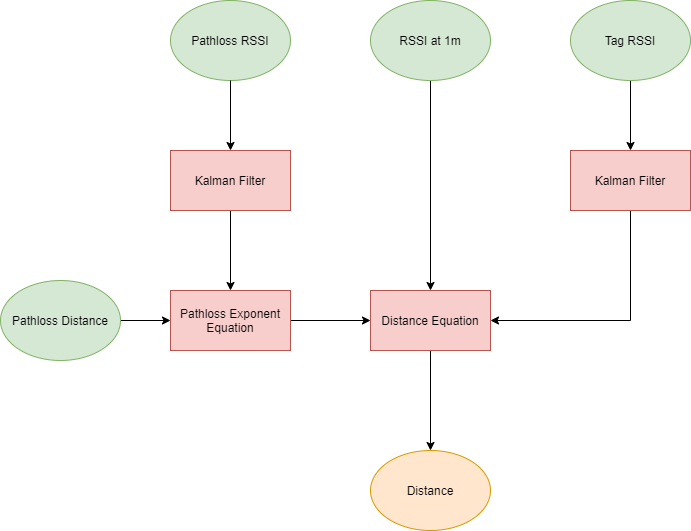 Pathloss RSSI
RSSI at 1m
Tag RSSI
Kalman Filter
Kalman Filter
Pathloss Distance
Pathloss Exponent
Equation
Distance Equation
Distance